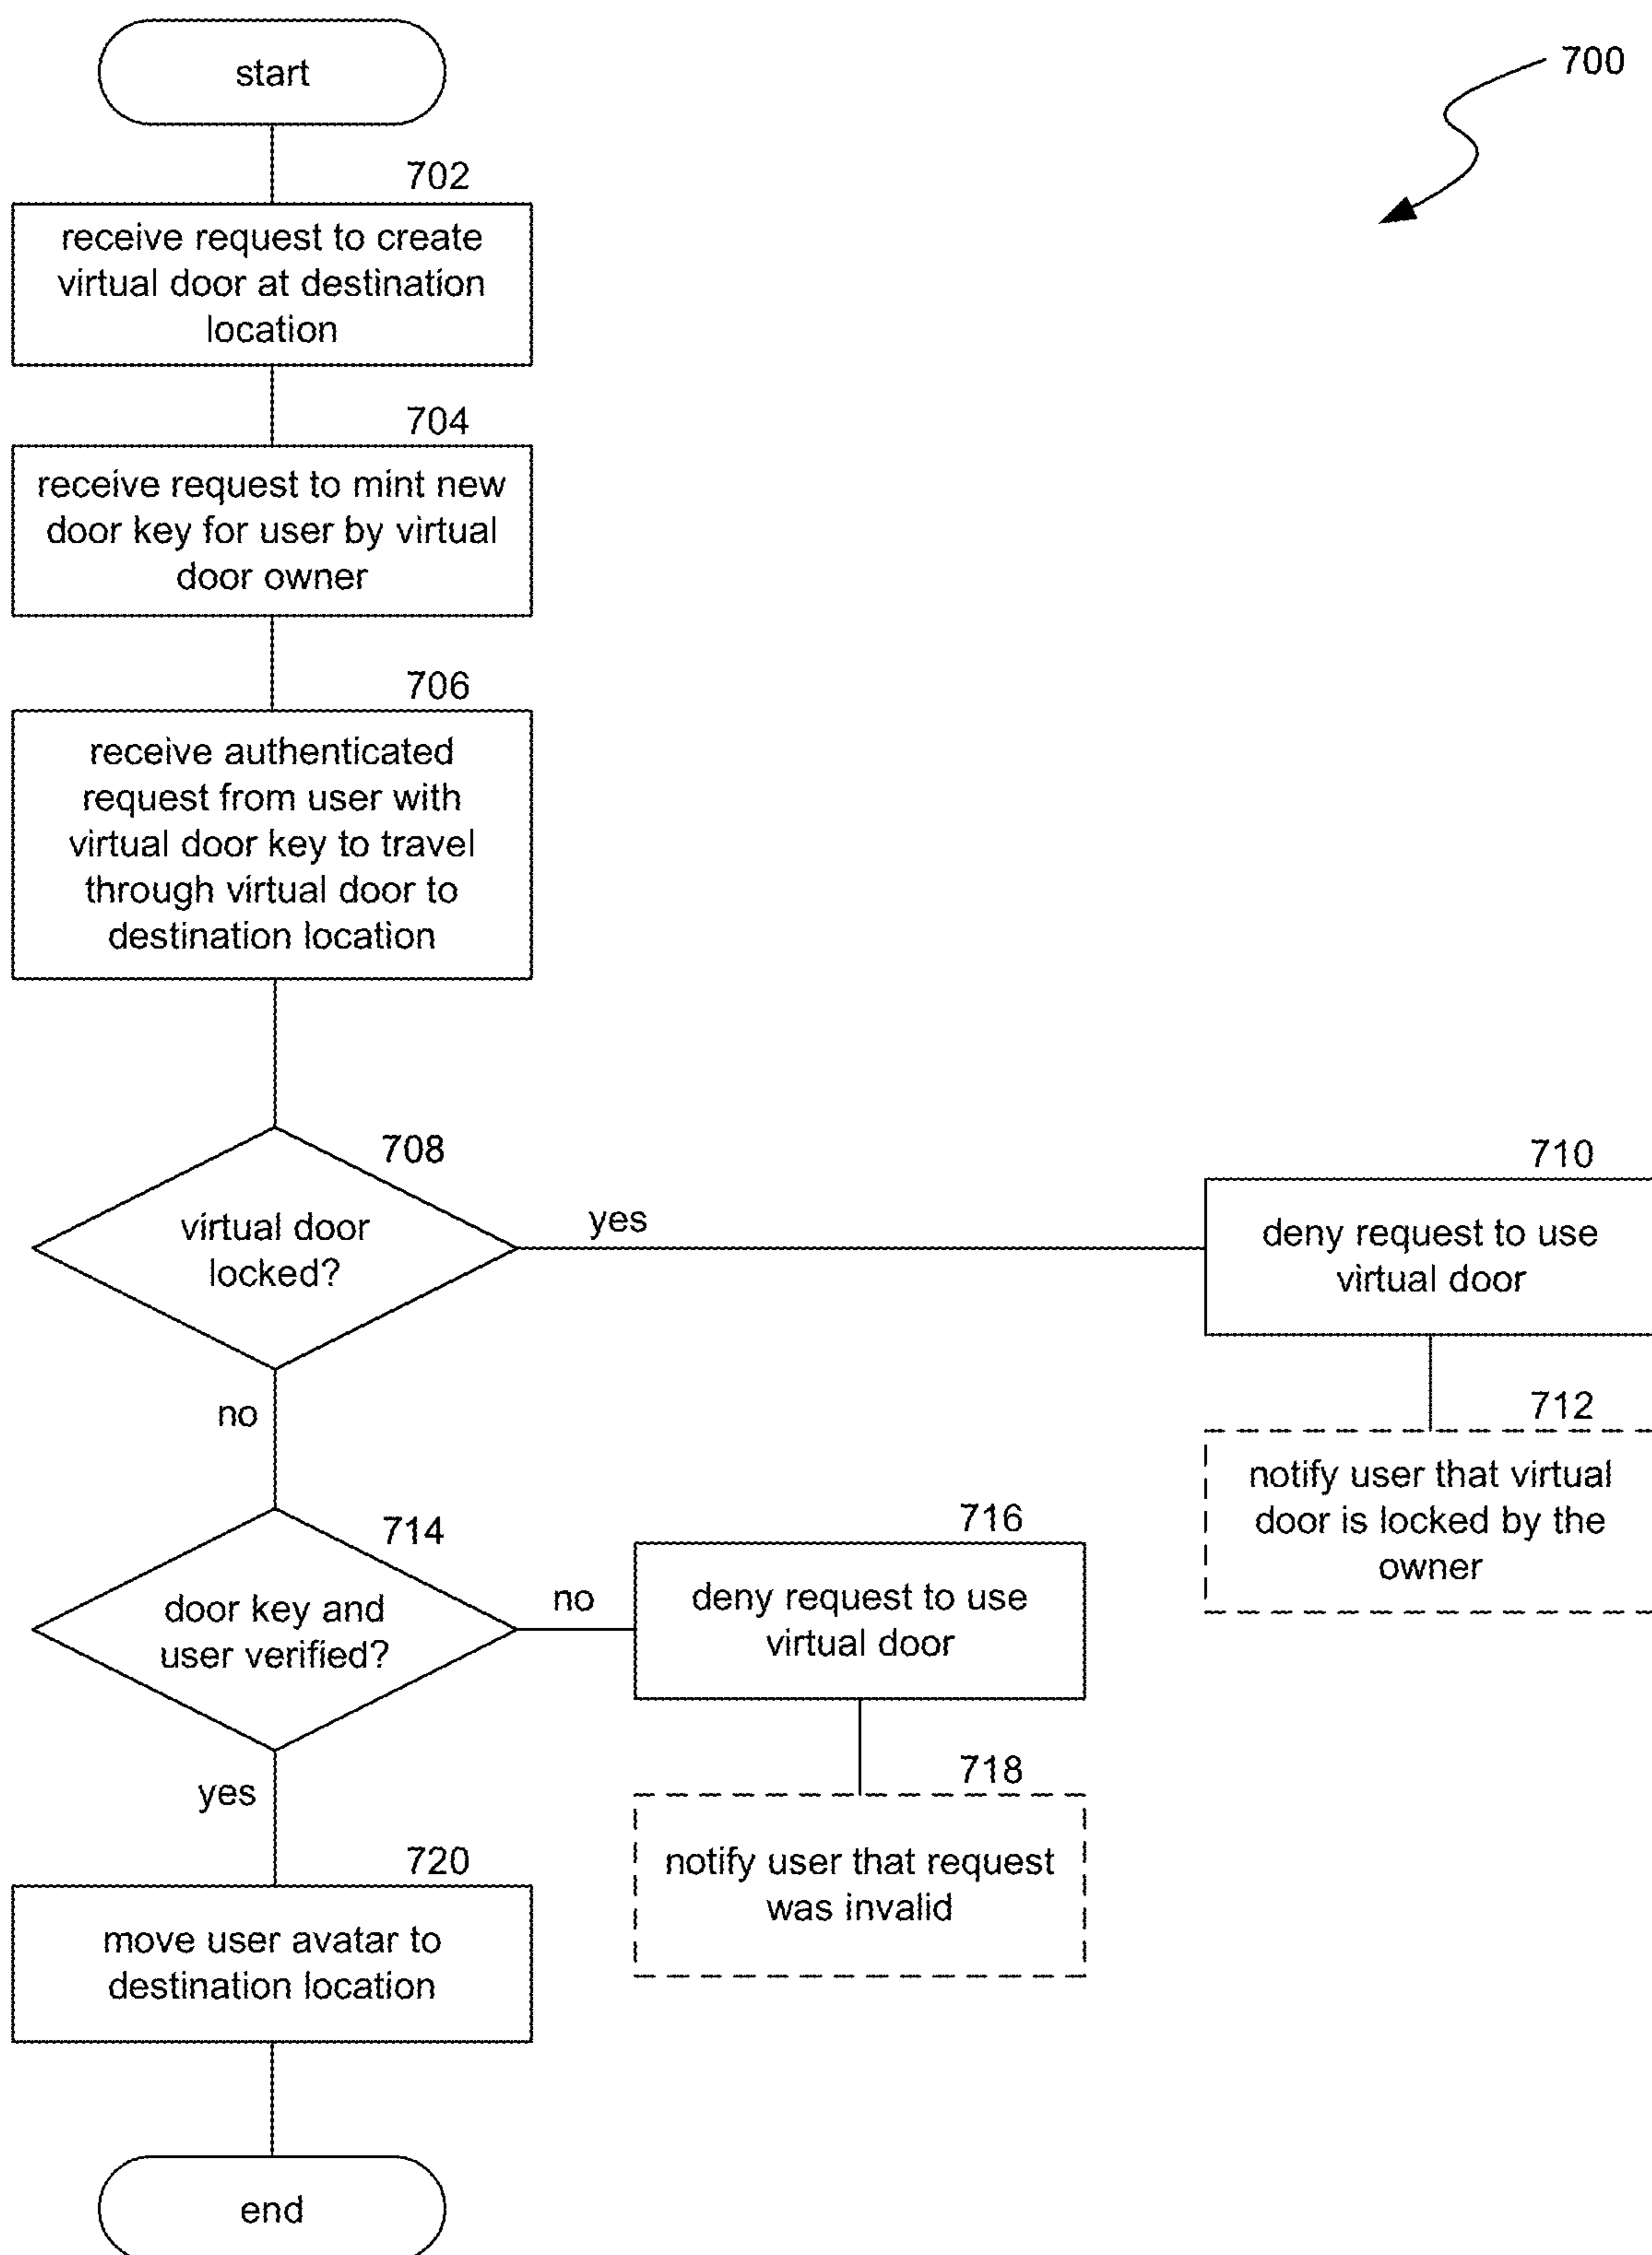 start
700
702
receive request to create
virtual door at destination
location
704
receive request to mint new
door key for user by virtual
door owner
706
receive authenticated
request from user with
virtual door key to travel
through virtual door to
destination location
708
virtual door
locked?
yes
710
deny request to use
virtual door
712
notify user that virtual
door is locked by the
owner
no
714
door key and
user verified?
no
716
deny request to use
virtual door
718
notify user that request
was invalid
yes
720
move user avatar to
destination location
end